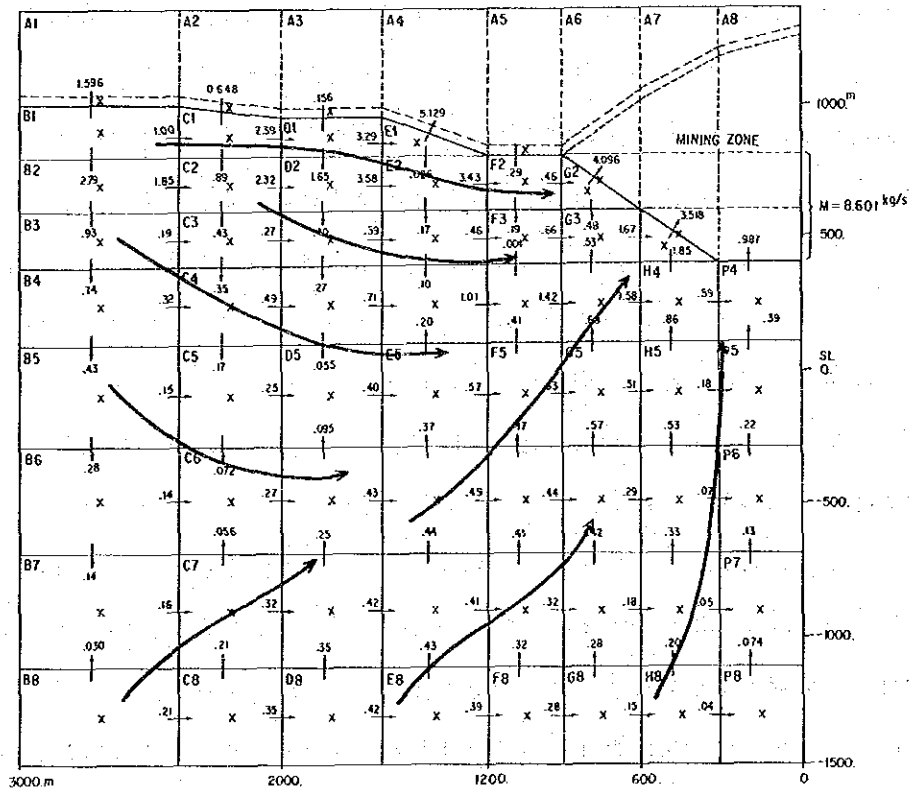 A1 A2 A3 A4 A5 A6 A7 A8
1.596 0.648 .156 5.129
1000.m
B1 C1 D1 E1
MINING ZONE
1.00 2.39 3.29
B2 C2 D2 E2 F2 G2
4.096
2.79 1.85 .89 2.32 1.65 3.58 3.43 .29 .46
M = 8.601 kg/s
B3 C3 F3 G3
3.518
.93 .19 .43 .27 .59 .17 .46 .19 .66 .48 1.67
500.
.004 .53 1.85 .987
B4 C4 H4 P4
.74 .35 .27 .10
.32 .49 .71 1.01 1.42 1.58 .59
.20 .41 .86 .39
B5 C5 D5 E6 F5 G5 H5
SL
0.
.43 .17 .055
.15 .25 .40 .57 .51 .18
.095 .37 .47 .57 .53 .22
B6 C6 P6
.28 .072
.14 .27 .43 .45 .44 .29 .07
-500.
.056 .25 .44 .45 .42 .33 .13
B7 C7 P7
.14
.16 .32 .42 .41 .32 .18 .05
-1000.
.030 .21 .35 .43 .32 .28 .20 .074
B8 C8 D8 E8 F8 G8 H8 P8
.21 .35 .42 .39 .28 .15 .04
-1500.
3000.m 2000. 1200. 600. 0